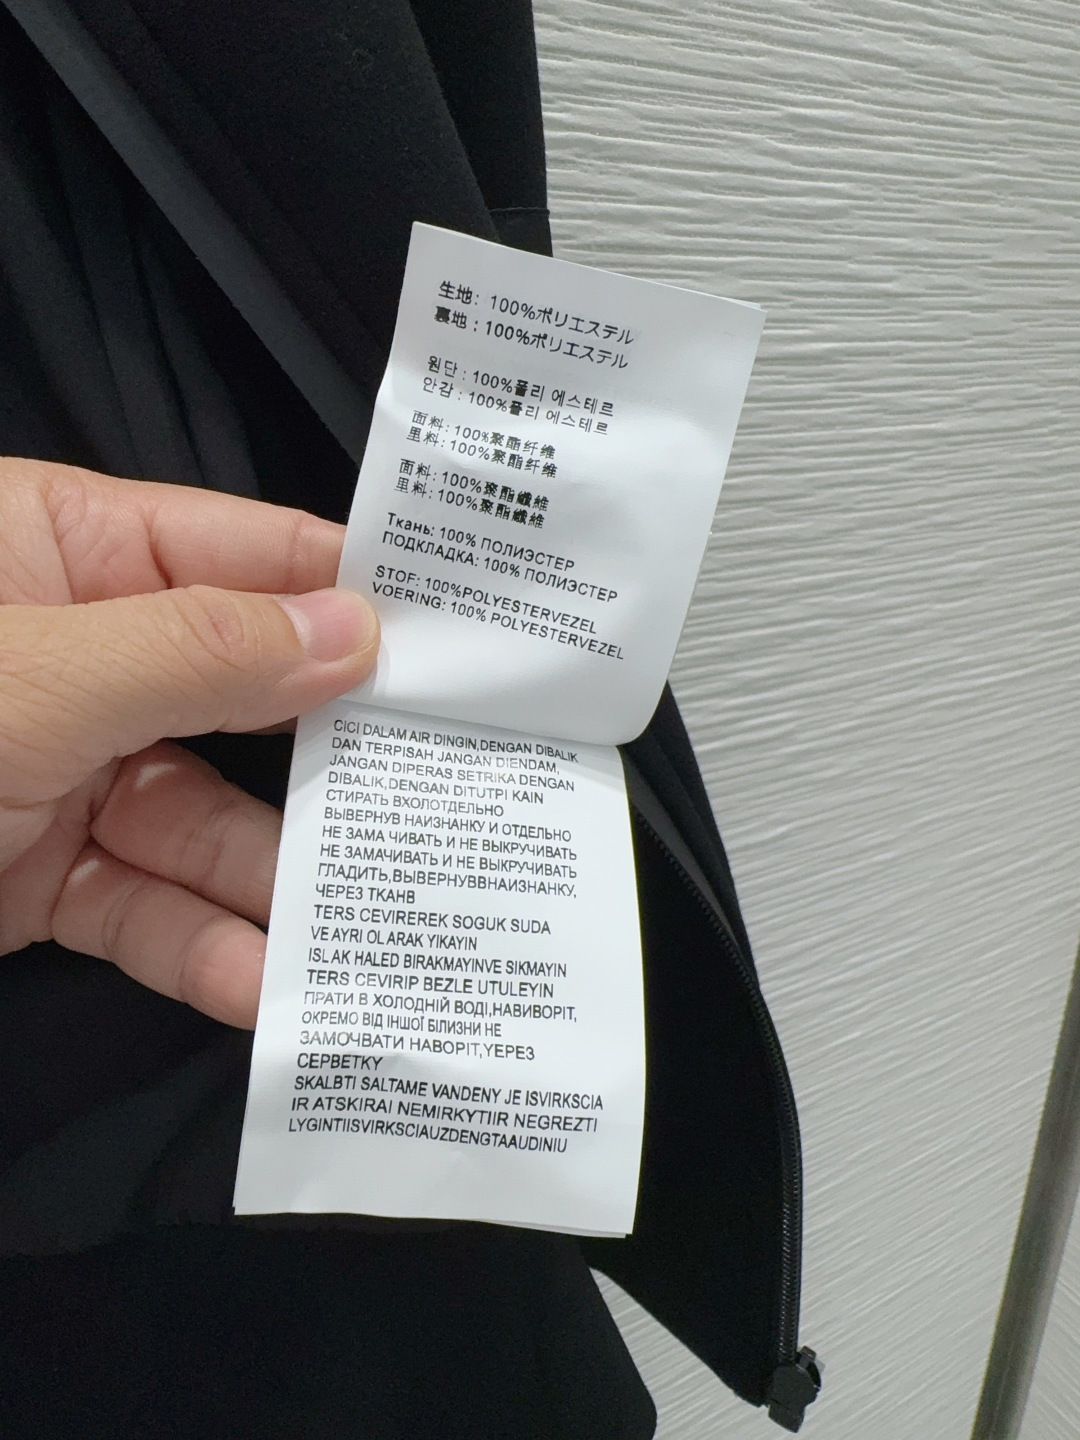 生地: 100%ポリエステル
裏地: 100%ポリエステル
원단: 100%폴리 에스테르
안감: 100%폴리 에스테르
面料: 100%聚酯纤维
里料: 100%聚酯纤维
面料: 100%聚酯纖維
里料: 100%聚酯纖維
Ткань: 100% ПОЛИЭСТЕР
ПОДКЛАДКА: 100% ПОЛИЭСТЕР
STOF: 100%POLYESTERVEZEL
VOERING: 100% POLYESTERVEZEL
CICI DALAM AIR DINGIN,DENGAN DIBALIK
DAN TERPISAH JANGAN DIENDAM,
JANGAN DIPERAS SETRIKA DENGAN
DIBALIK,DENGAN DITUTPI KAIN
СТИРАТЬ ВХОЛОТДЕЛЬНО
ВЫВЕРНУВ НАИЗНАНКУ И ОТДЕЛЬНО
НЕ ЗАМА ЧИВАТЬ И НЕ ВЫКРУЧИВАТЬ
НЕ ЗАМАЧИВАТЬ И НЕ ВЫКРУЧИВАТЬ
ГЛАДИТЬ,ВЫВЕРНУВВНАИЗНАНКУ,
ЧЕРЕЗ ТКАНВ
TERS CEVIREREK SOGUK SUDA
VE AYRI OLARAK YIKAYIN
ISLAK HALED BIRAKMAYINVE SIKMAYIN
TERS CEVIRIP BEZLE UTULEYIN
ПРАТИ В ХОЛОДНІЙ ВОДІ,НАВИВОРІТ,
ОКРЕМО ВІД ІНШОЇ БІЛИЗНИ НЕ
ЗАМОЧВАТИ НАВОРІТ,ҮЕРЕЗ
СЕРВЕТКУ
SKALBTI SALTAME VANDENY JE ISVIRKSCIA
IR ATSKIRAI NEMIRKYTIIR NEGREZTI
LYGINTIISVIRKSCIAUZDENGTAAUDINIU